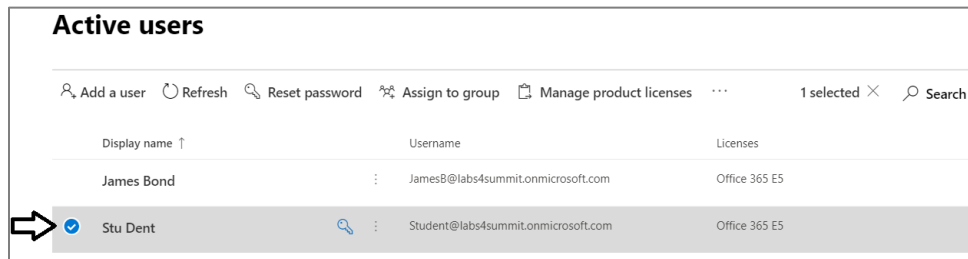 Active users
Add a user Refresh Reset password Assign to group Manage product licenses ... 1 selected × Search
Display name ↑ Username Licenses
James Bond JamesB@labs4summit.onmicrosoft.com Office 365 E5
Stu Dent Student@labs4summit.onmicrosoft.com Office 365 E5